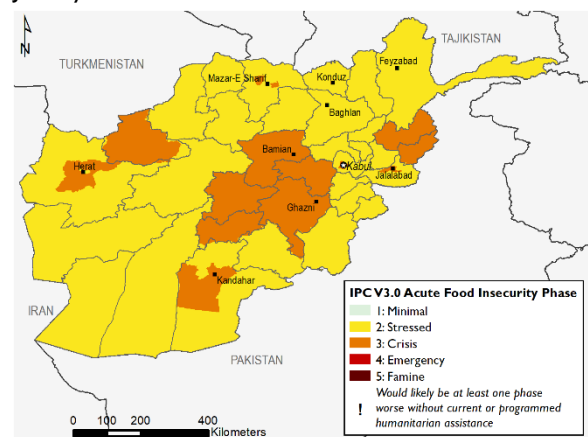 N
TAJIKISTAN
TURKMENISTAN
Feyzabad
Mazar-E Sharif
Konduz
Baghlan
Bamian
Kabul
Herat
Jalalabad
Ghazni
Kandahar
IRAN
PAKISTAN
IPC V3.0 Acute Food Insecurity Phase
1: Minimal
2: Stressed
3: Crisis
4: Emergency
5: Famine
Would likely be at least one phase
! worse without current or programmed
humanitarian assistance
0 100 200 400
Kilometers